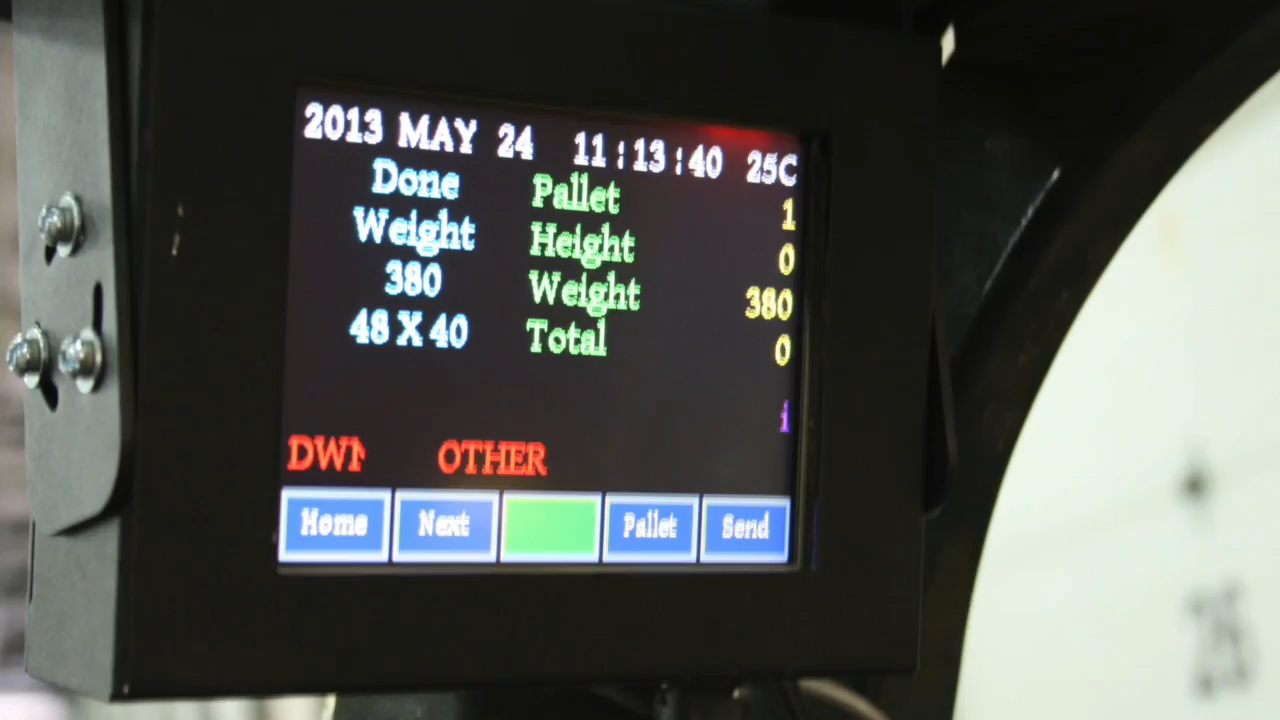 2013 MAY 24 11:13:40 25C
Done Pallet 1
Weight Height 0
380 Weight 380
48 X 40 Total 0
i
OTHER
Home Next Pallet Send